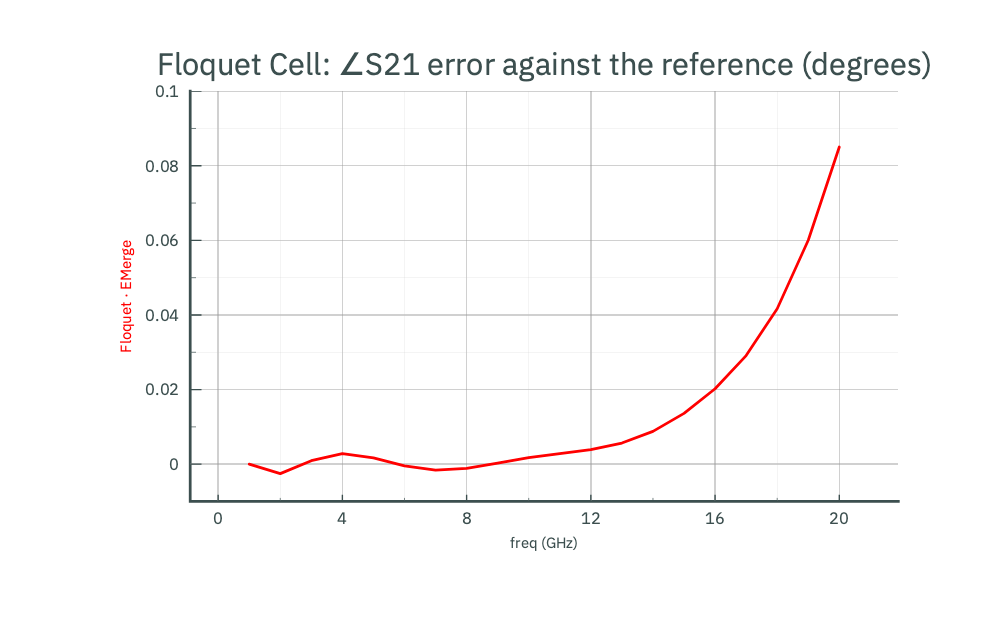 Floquet Cell: ∠S21 error against the reference (degrees)
0.1
0.08
0.06
0.04
0.02
0
Floquet · EMerge
0 4 8 12 16 20
freq (GHz)